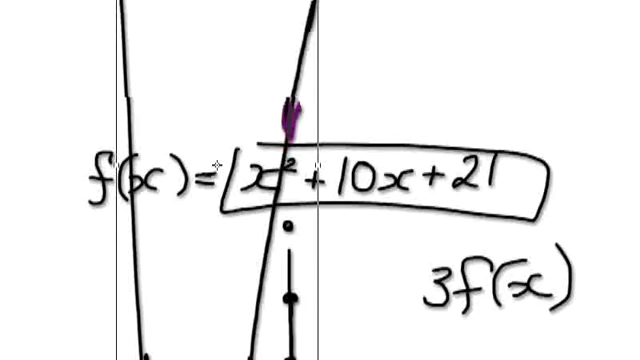 f(x) = x² + 10x + 21
3f(x)